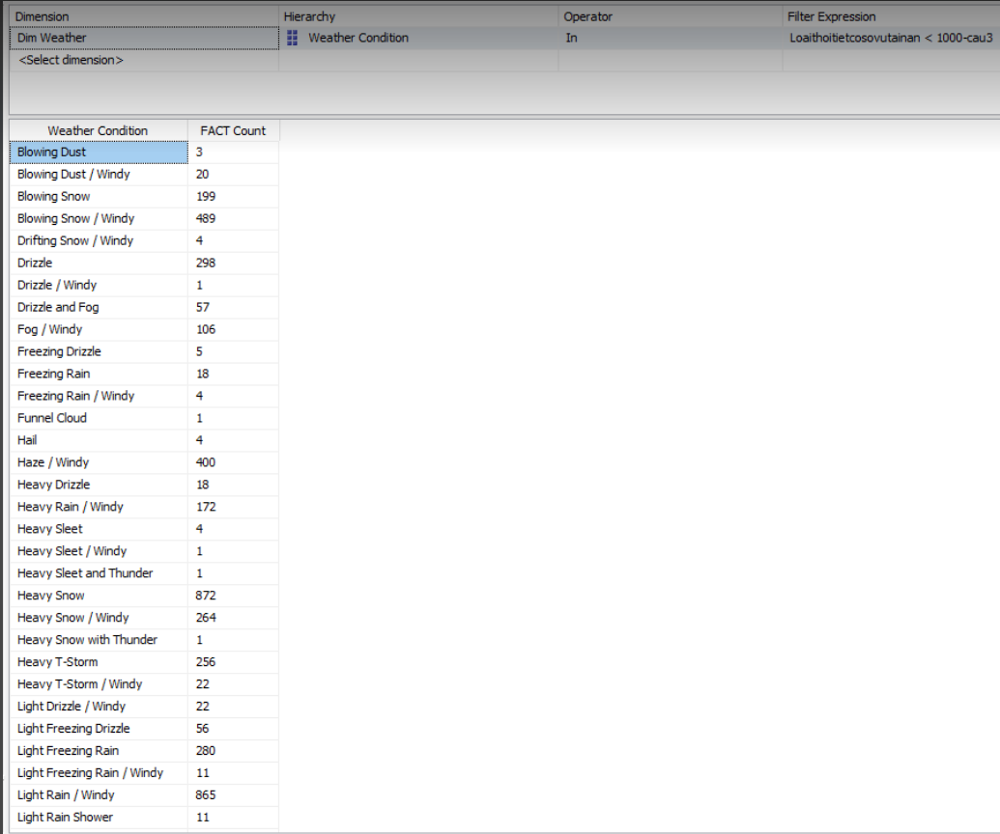 Dimension Hierarchy Operator Filter Expression
Dim Weather Weather Condition In Loaithoitietcosovutainan < 1000-cau3
<Select dimension>
Weather Condition FACT Count
Blowing Dust 3
Blowing Dust / Windy 20
Blowing Snow 199
Blowing Snow / Windy 489
Drifting Snow / Windy 4
Drizzle 298
Drizzle / Windy 1
Drizzle and Fog 57
Fog / Windy 106
Freezing Drizzle 5
Freezing Rain 18
Freezing Rain / Windy 4
Funnel Cloud 1
Hail 4
Haze / Windy 400
Heavy Drizzle 18
Heavy Rain / Windy 172
Heavy Sleet 4
Heavy Sleet / Windy 1
Heavy Sleet and Thunder 1
Heavy Snow 872
Heavy Snow / Windy 264
Heavy Snow with Thunder 1
Heavy T-Storm 256
Heavy T-Storm / Windy 22
Light Drizzle / Windy 22
Light Freezing Drizzle 56
Light Freezing Rain 280
Light Freezing Rain / Windy 11
Light Rain / Windy 865
Light Rain Shower 11